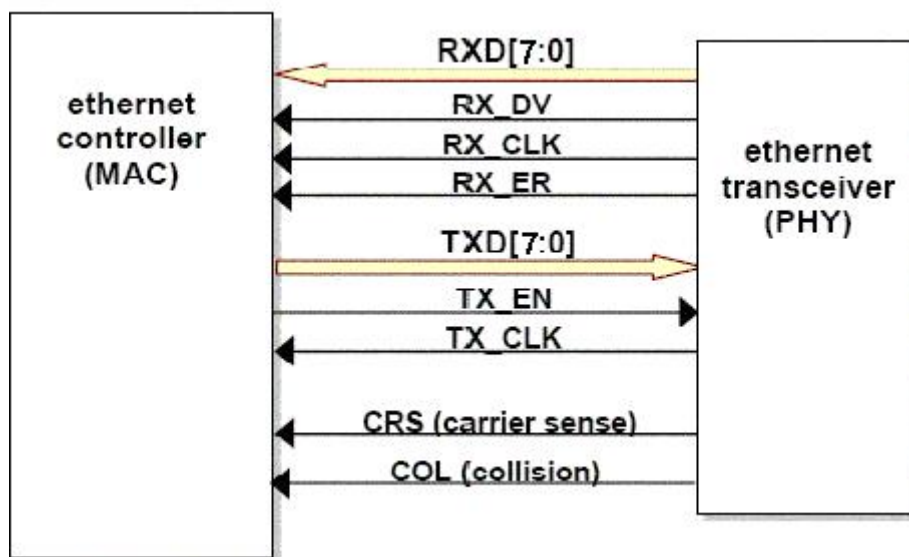 ethernet
controller
(MAC)
RXD[7:0]
RX_DV
RX_CLK
RX_ER
TXD[7:0]
TX_EN
TX_CLK
CRS (carrier sense)
COL (collision)
ethernet
transceiver
(PHY)